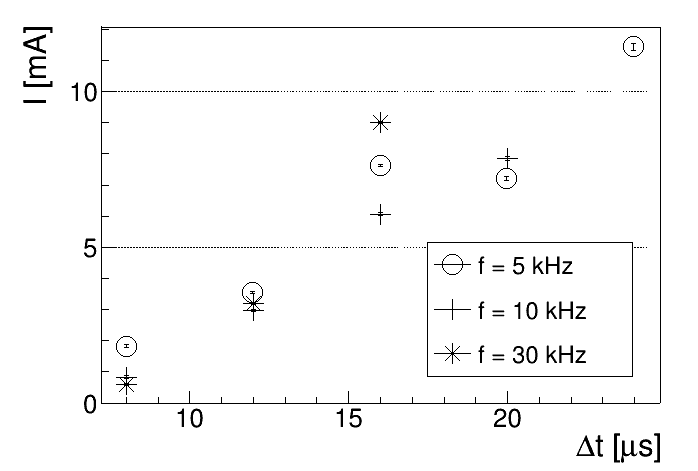 I [mA]
10
5
0
10
15
20
f = 5 kHz
f = 10 kHz
f = 30 kHz
Δt [μs]